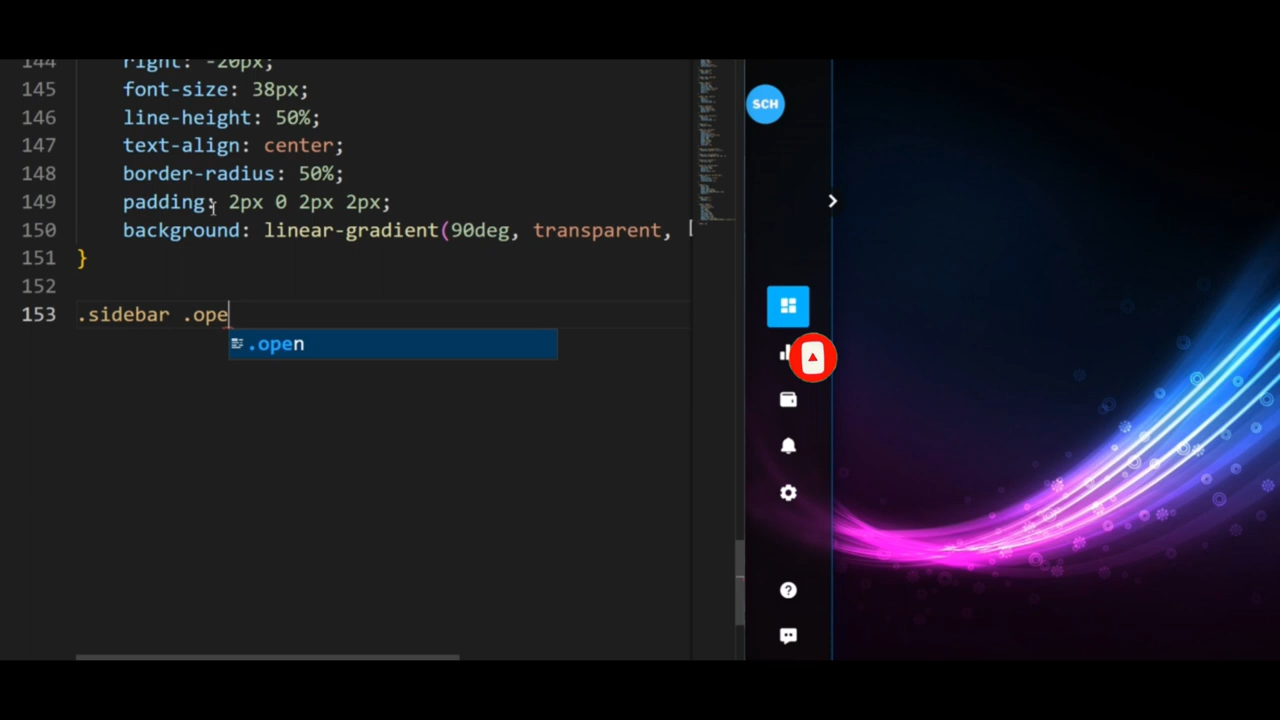 144 right: -20px;
145 font-size: 38px;
146 line-height: 50%;
147 text-align: center;
148 border-radius: 50%;
149 padding: 2px 0 2px 2px;
150 background: linear-gradient(90deg, transparent,
151 }
152
153 .sidebar .ope
.open
SCH